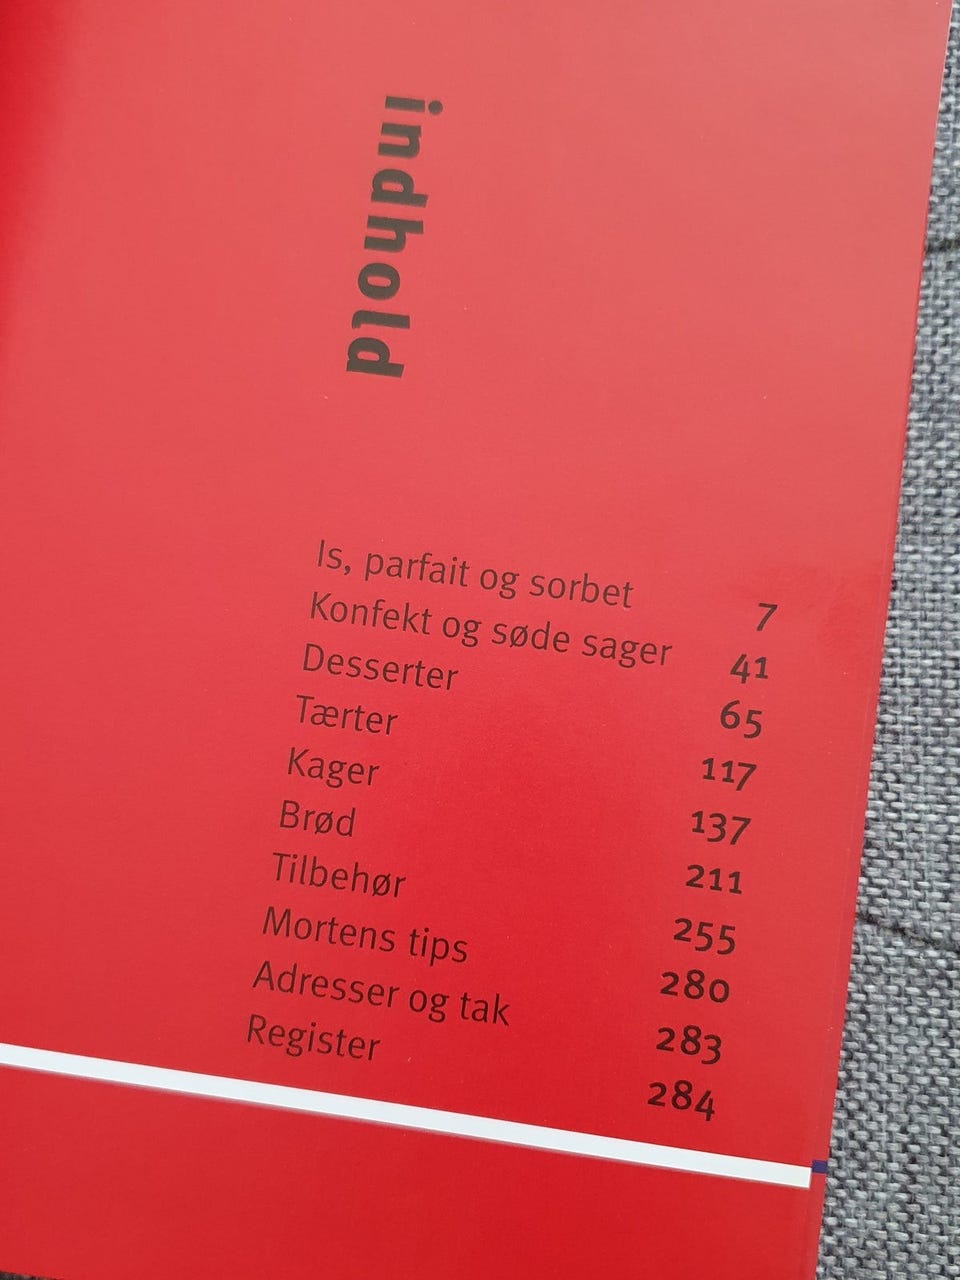 indhold
Is, parfait og sorbet 7
Konfekt og søde sager 41
Desserter 65
Tærter 117
Kager 137
Brød 211
Tilbehør 255
Mortens tips 280
Adresser og tak 283
Register 284